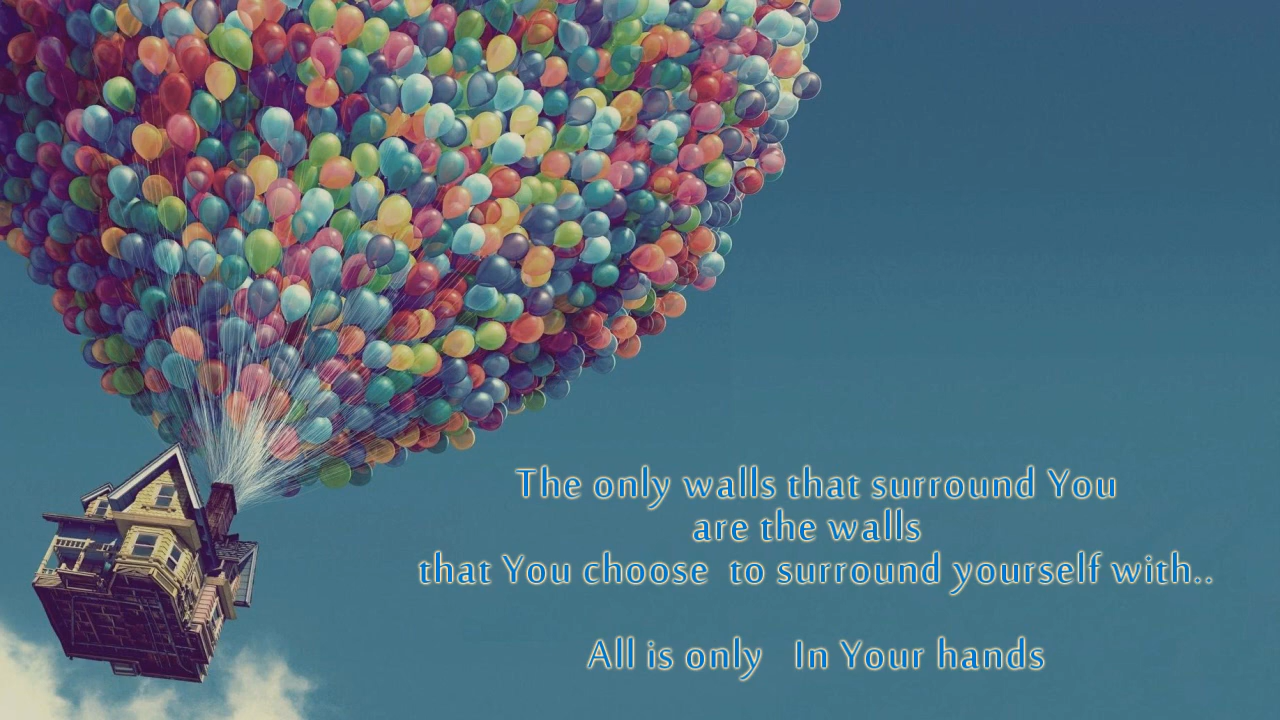 The only walls that surround You
are the walls
that You choose  to surround yourself with..
All is only   In Your hands